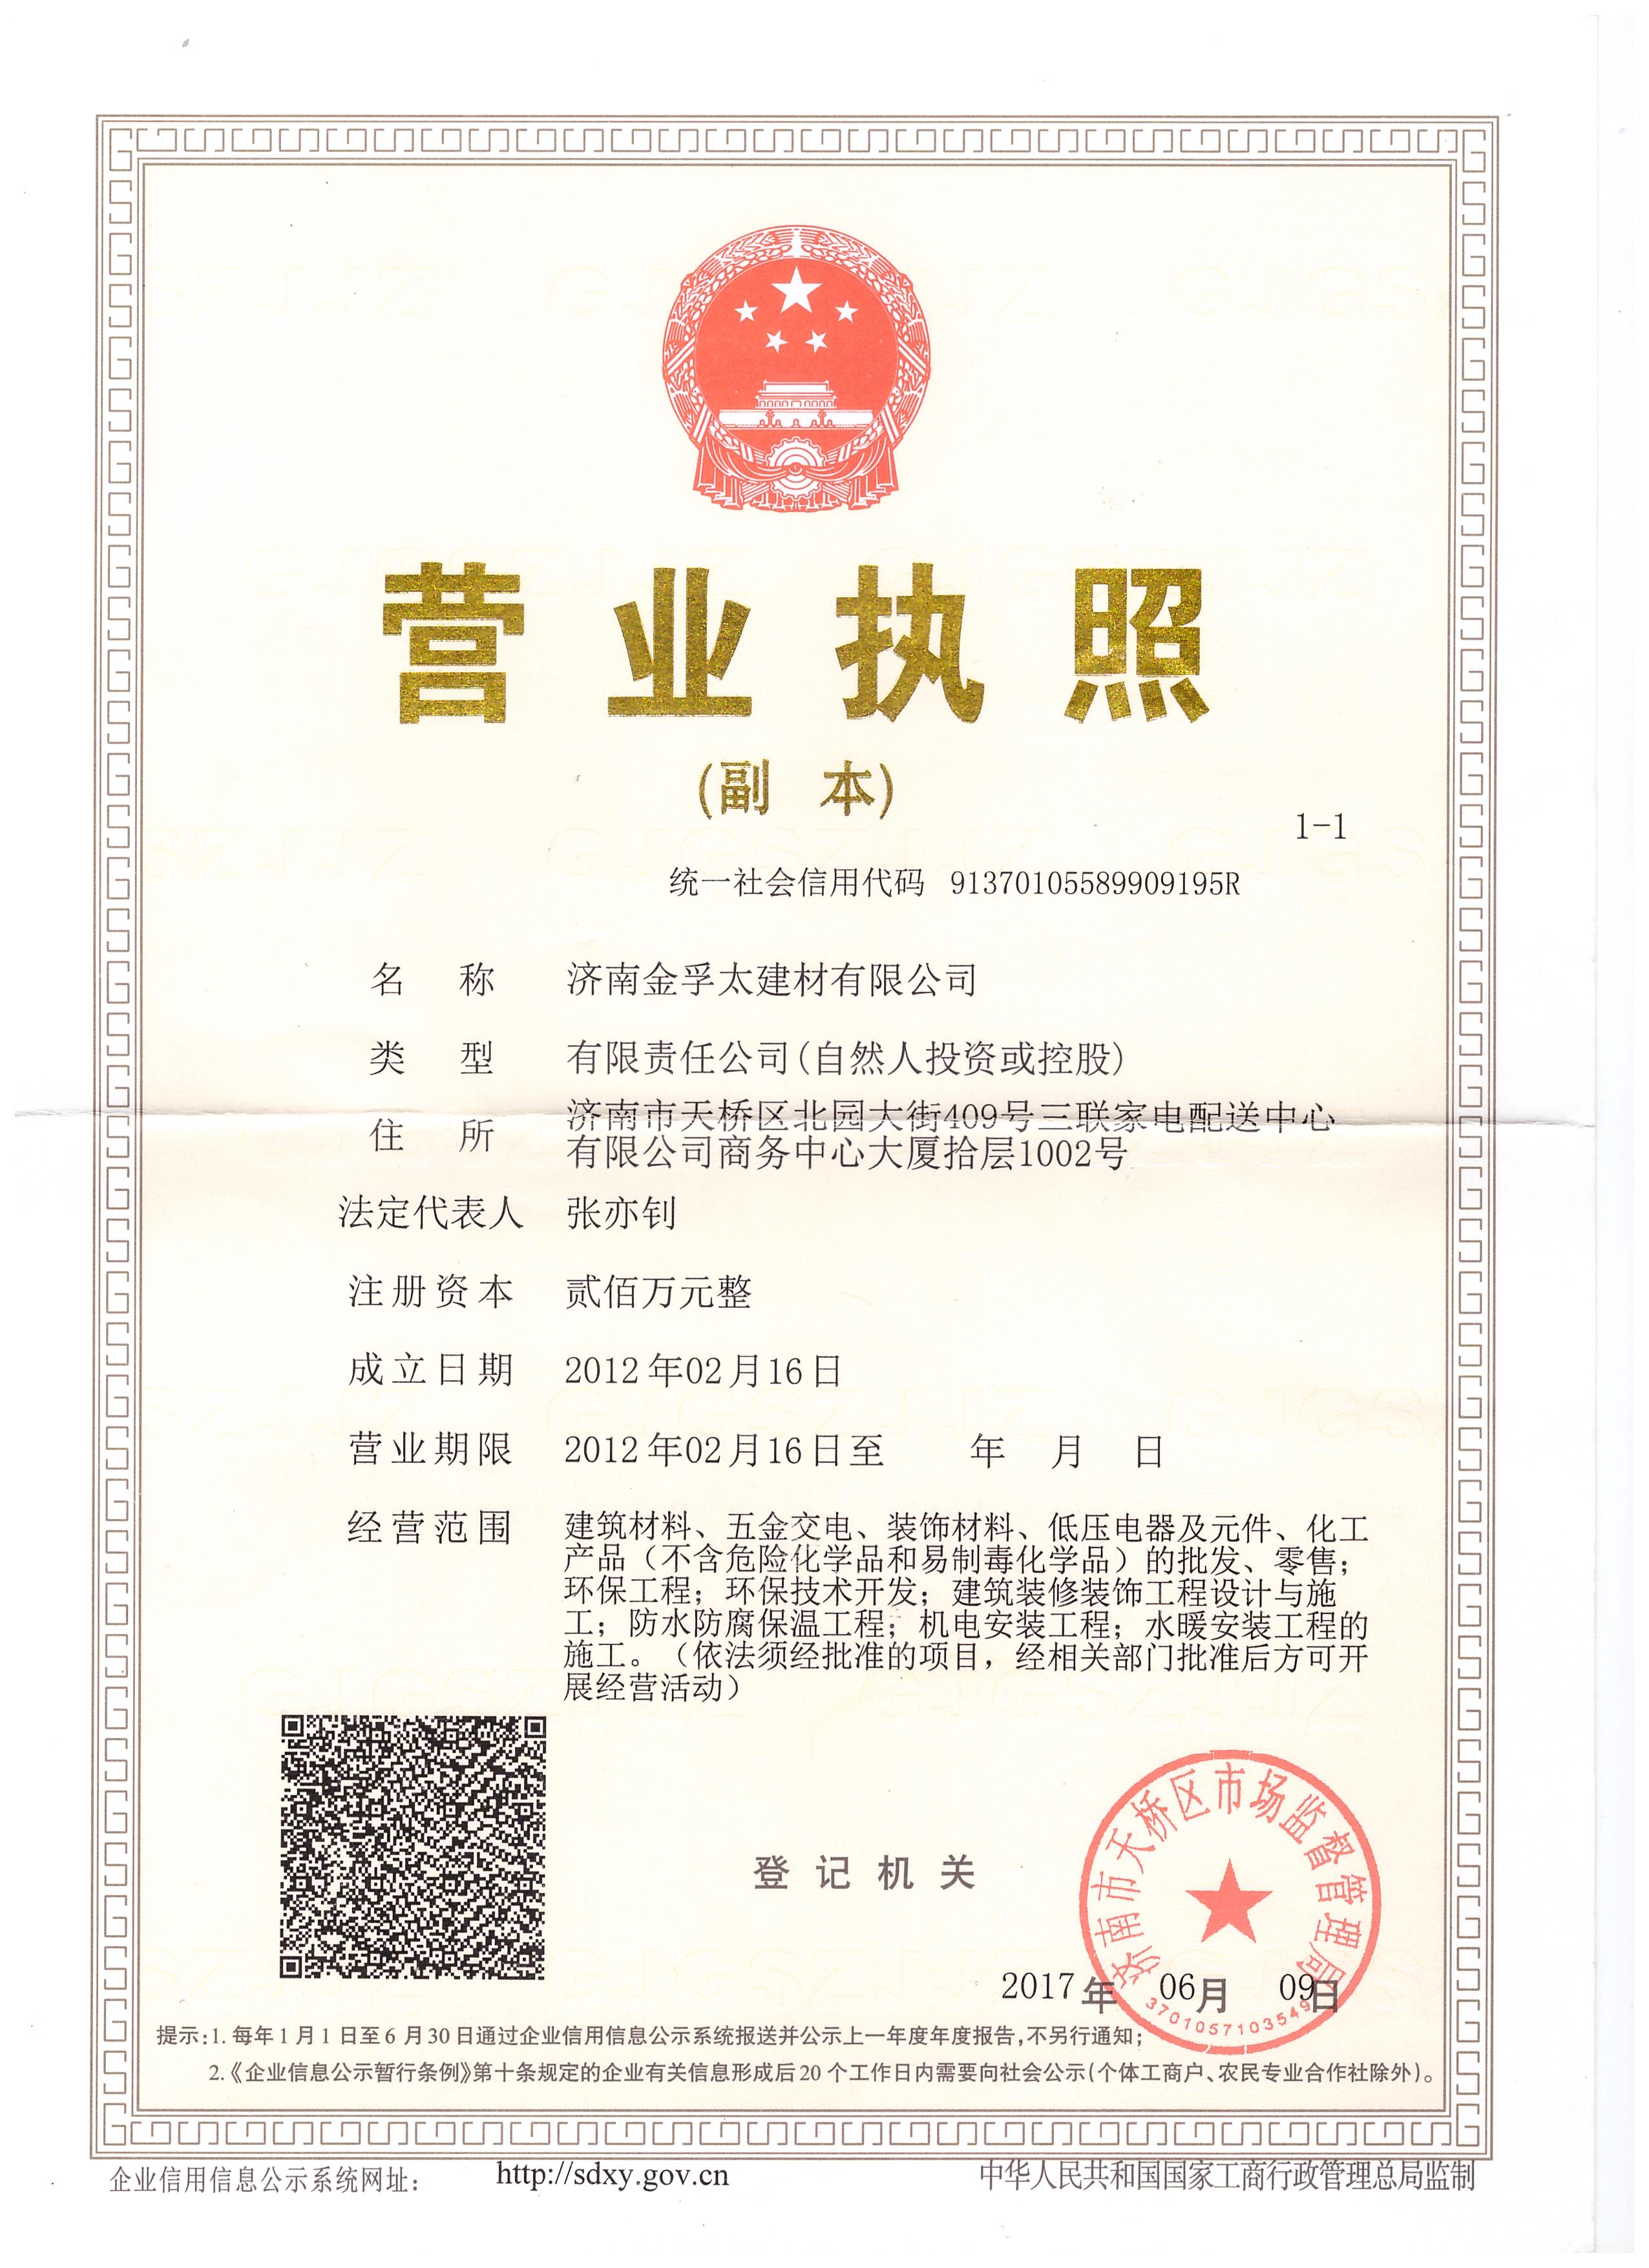 营业执照
(副 本)
1-1
统一社会信用代码 91370105589909195R
名 称 济南金孚太建材有限公司
类 型 有限责任公司(自然人投资或控股)
住 所 济南市天桥区北园大街409号三联家电配送中心
有限公司商务中心大厦拾层1002号
法定代表人 张亦钊
注册资本 贰佰万元整
成立日期 2012年02月16日
营业期限 2012年02月16日至 年 月 日
经营范围 建筑材料、五金交电、装饰材料、低压电器及元件、化工
产品（不含危险化学品和易制毒化学品）的批发、零售；
环保工程；环保技术开发；建筑装修装饰工程设计与施
工；防水防腐保温工程；机电安装工程；水暖安装工程的
施工。（依法须经批准的项目，经相关部门批准后方可开
展经营活动）
济南市天桥区市场监督管理局
登记机关
2017年 06月 09日
3701057103549
提示:1.每年1月1日至6月30日通过企业信用信息公示系统报送并公示上一年度年度报告,不另行通知;
2.《企业信息公示暂行条例》第十条规定的企业有关信息形成后20个工作日内需要向社会公示(个体工商户、农民专业合作社除外)。
企业信用信息公示系统网址: http://sdxy.gov.cn 中华人民共和国国家工商行政管理总局监制